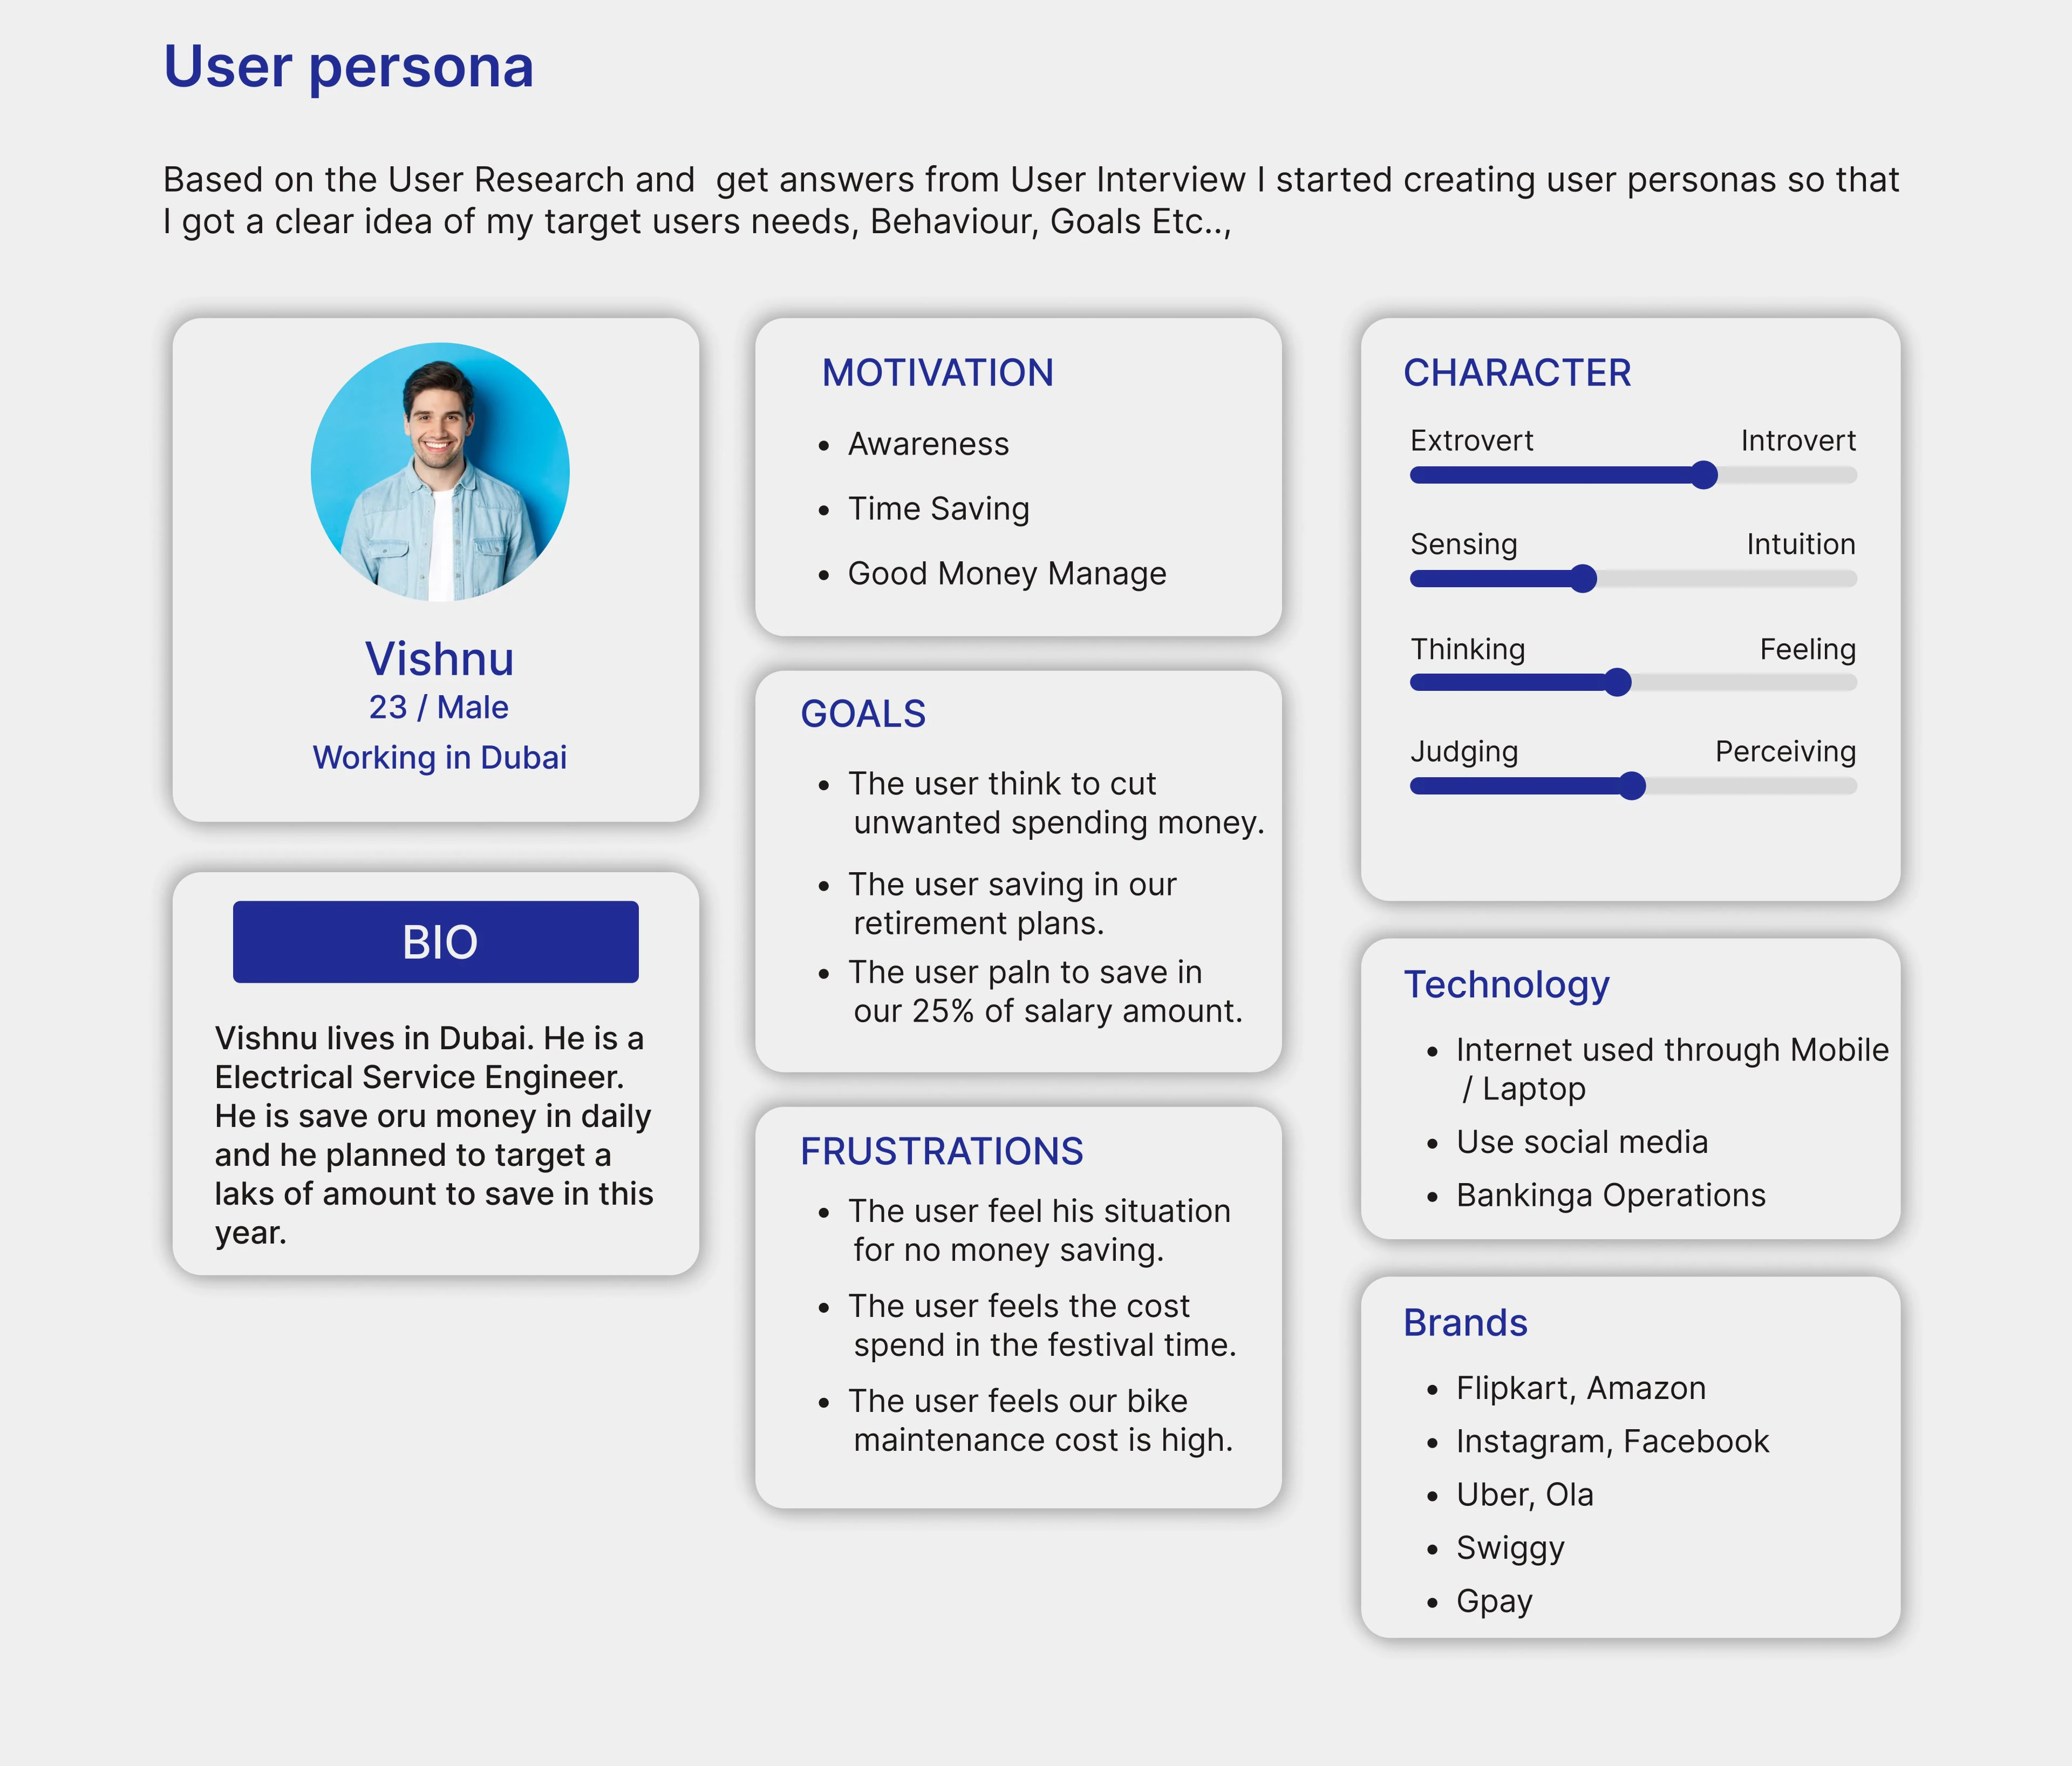 User persona
Based on the User Research and  get answers from User Interview I started creating user personas so that
I got a clear idea of my target users needs, Behaviour, Goals Etc..,
Vishnu
23 / Male
Working in Dubai
BIO
Vishnu lives in Dubai. He is a
Electrical Service Engineer.
He is save oru money in daily
and he planned to target a
laks of amount to save in this
year.
MOTIVATION
• Awareness
• Time Saving
• Good Money Manage
GOALS
• The user think to cut
unwanted spending money.
• The user saving in our
retirement plans.
• The user paln to save in
our 25% of salary amount.
FRUSTRATIONS
• The user feel his situation
for no money saving.
• The user feels the cost
spend in the festival time.
• The user feels our bike
maintenance cost is high.
CHARACTER
Extrovert Introvert
Sensing Intuition
Thinking Feeling
Judging Perceiving
Technology
• Internet used through Mobile
/ Laptop
• Use social media
• Bankinga Operations
Brands
• Flipkart, Amazon
• Instagram, Facebook
• Uber, Ola
• Swiggy
• Gpay